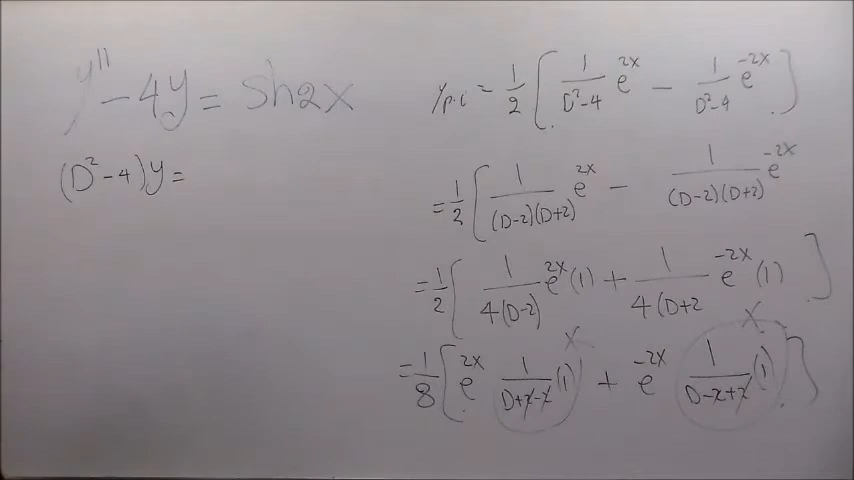 y'' - 4y = Sh2x
(D² - 4)y =
y p.c = 1/2 [ 1/(D²-4) e^2x - 1/(D²-4) e^-2x ]
= 1/2 [ 1/((D-2)(D+2)) e^2x - 1/((D-2)(D+2)) e^-2x
= 1/2 [ 1/(4(D-2)) e^2x (1) + 1/(4(D+2) e^-2x (1) ]
x x
= 1/8 [ e^2x 1/(D+2-2) (1) + e^-2x 1/(D-2+2) (1) ]